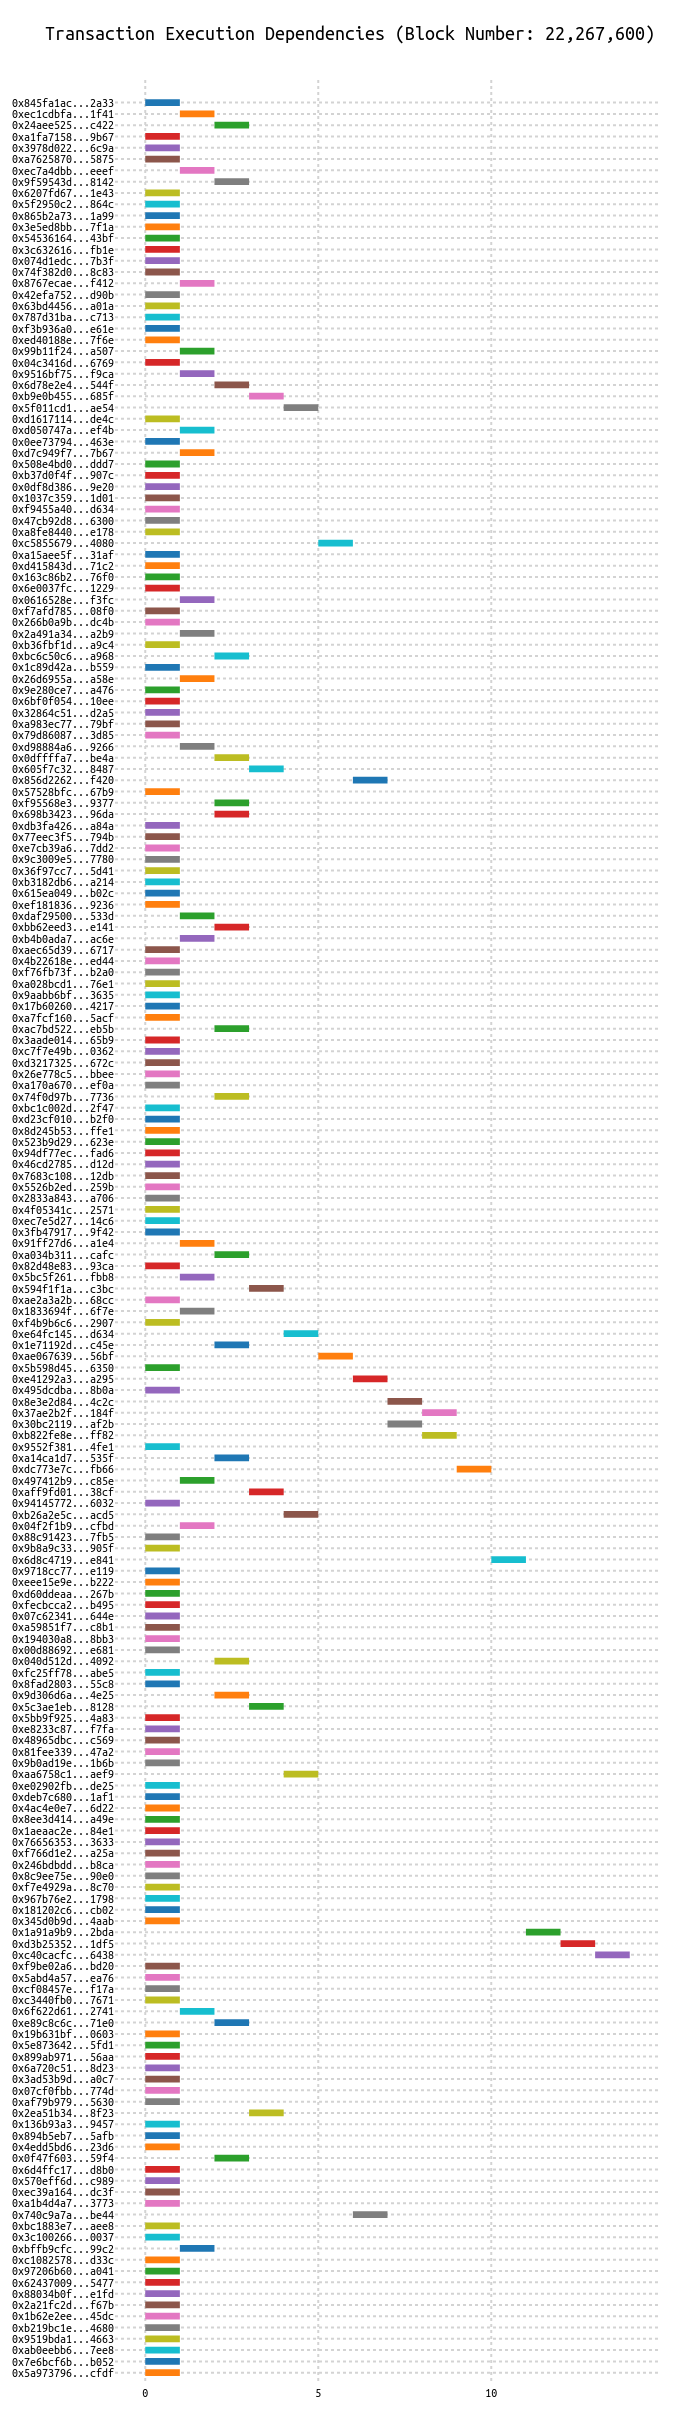 Transaction Execution Dependencies (Block Number: 22,267,600)
0x845fa1ac...2a33
0xec1cdbfa...1f41
0x24aee525...c422
0xa1fa7158...9b67
0x3978d022...6c9a
0xa7625870...5875
0xec7a4dbb...eeef
0x9f59543d...8142
0x6207fd67...1e43
0x5f2950c2...864c
0x865b2a73...1a99
0x3e5ed8bb...7f1a
0x54536164...43bf
0x3c632616...fb1e
0x074d1edc...7b3f
0x74f382d0...8c83
0x8767ecae...f412
0x42efa752...d90b
0x63bd4456...a01a
0x787d31ba...c713
0xf3b936a0...e61e
0xed40188e...7f6e
0x99b11f24...a507
0x04c3416d...6769
0x9516bf75...f9ca
0x6d78e2e4...544f
0xb9e0b455...685f
0x5f011cd1...ae54
0xd1617114...de4c
0xd050747a...ef4b
0x0ee73794...463e
0xd7c949f7...7b67
0x508e4bd0...ddd7
0xb37d0f4f...907c
0x0df8d386...9e20
0x1037c359...1d01
0xf9455a40...d634
0x47cb92d8...6300
0xa8fe8440...e178
0xc5855679...4080
0xa15aee5f...31af
0xd415843d...71c2
0x163c86b2...76f0
0x6e0037fc...1229
0x0616528e...f3fc
0xf7afd785...08f0
0x266b0a9b...dc4b
0x2a491a34...a2b9
0xb36fbf1d...a9c4
0xbc6c50c6...a968
0x1c89d42a...b559
0x26d6955a...a58e
0x9e280ce7...a476
0x6bf0f054...10ee
0x32864c51...d2a5
0xa983ec77...79bf
0x79d86087...3d85
0xd98884a6...9266
0x0dffffa7...be4a
0x605f7c32...8487
0x856d2262...f420
0x57528bfc...67b9
0xf95568e3...9377
0x698b3423...96da
0xdb3fa426...a84a
0x77eec3f5...794b
0xe7cb39a6...7dd2
0x9c3009e5...7780
0x36f97cc7...5d41
0xb3182db6...a214
0x615ea049...b02c
0xef181836...9236
0xdaf29500...533d
0xbb62eed3...e141
0xb4b0ada7...ac6e
0xaec65d39...6717
0x4b22618e...ed44
0xf76fb73f...b2a0
0xa028bcd1...76e1
0x9aabb6bf...3635
0x17b60260...4217
0xa7fcf160...5acf
0xac7bd522...eb5b
0x3aade014...65b9
0xc7f7e49b...0362
0xd3217325...672c
0x26e778c5...bbee
0xa170a670...ef0a
0x74f0d97b...7736
0xbc1c002d...2f47
0xd23cf010...b2f0
0x8d245b53...ffe1
0x523b9d29...623e
0x94df77ec...fad6
0x46cd2785...d12d
0x7683c108...12db
0x5526b2ed...259b
0x2833a843...a706
0x4f05341c...2571
0xec7e5d27...14c6
0x3fb47917...9f42
0x91ff27d6...a1e4
0xa034b311...cafc
0x82d48e83...93ca
0x5bc5f261...fbb8
0x594f1f1a...c3bc
0xae2a3a2b...68cc
0x1833694f...6f7e
0xf4b9b6c6...2907
0xe64fc145...d634
0x1e71192d...c45e
0xae067639...56bf
0x5b598d45...6350
0xe41292a3...a295
0x495dcdba...8b0a
0x8e3e2d84...4c2c
0x37ae2b2f...184f
0x30bc2119...af2b
0xb822fe8e...ff82
0x9552f381...4fe1
0xa14ca1d7...535f
0xdc773e7c...fb66
0x497412b9...c85e
0xaff9fd01...38cf
0x94145772...6032
0xb26a2e5c...acd5
0x04f2f1b9...cfbd
0x88c91423...7fb5
0x9b8a9c33...905f
0x6d8c4719...e841
0x9718cc77...e119
0xeee15e9e...b222
0xd60ddeaa...267b
0xfecbcca2...b495
0x07c62341...644e
0xa59851f7...c8b1
0x194030a8...8bb3
0x00d88692...e681
0x040d512d...4092
0xfc25ff78...abe5
0x8fad2803...55c8
0x9d306d6a...4e25
0x5c3ae1eb...8128
0x5bb9f925...4a83
0xe8233c87...f7fa
0x48965dbc...c569
0x81fee339...47a2
0x9b0ad19e...1b6b
0xaa6758c1...aef9
0xe02902fb...de25
0xdeb7c680...1af1
0x4ac4e0e7...6d22
0x8ee3d414...a49e
0x1aeaac2e...84e1
0x76656353...3633
0xf766d1e2...a25a
0x246bdbdd...b8ca
0x8c9ee75e...90e0
0xf7e4929a...8c70
0x967b76e2...1798
0x181202c6...cb02
0x345d0b9d...4aab
0x1a91a9b9...2bda
0xd3b25352...1df5
0xc40cacfc...6438
0xf9be02a6...bd20
0x5abd4a57...ea76
0xcf08457e...f17a
0xc3440fb0...7671
0x6f622d61...2741
0xe89c8c6c...71e0
0x19b631bf...0603
0x5e873642...5fd1
0x899ab971...56aa
0x6a720c51...8d23
0x3ad53b9d...a0c7
0x07cf0fbb...774d
0xaf79b979...5630
0x2ea51b34...8f23
0x136b93a3...9457
0x894b5eb7...5afb
0x4edd5bd6...23d6
0x0f47f603...59f4
0x6d4ffc17...d8b0
0x570eff6d...c989
0xec39a164...dc3f
0xa1b4d4a7...3773
0x740c9a7a...be44
0xbc1883e7...aee8
0x3c100266...0037
0xbffb9cfc...99c2
0xc1082578...d33c
0x97206b60...a041
0x62437009...5477
0x88034b0f...e1fd
0x2a21fc2d...f67b
0x1b62e2ee...45dc
0xb219bc1e...4680
0x9519bda1...4663
0xab0eebb6...7ee8
0x7e6bcf6b...b052
0x5a973796...cfdf
0 5 10